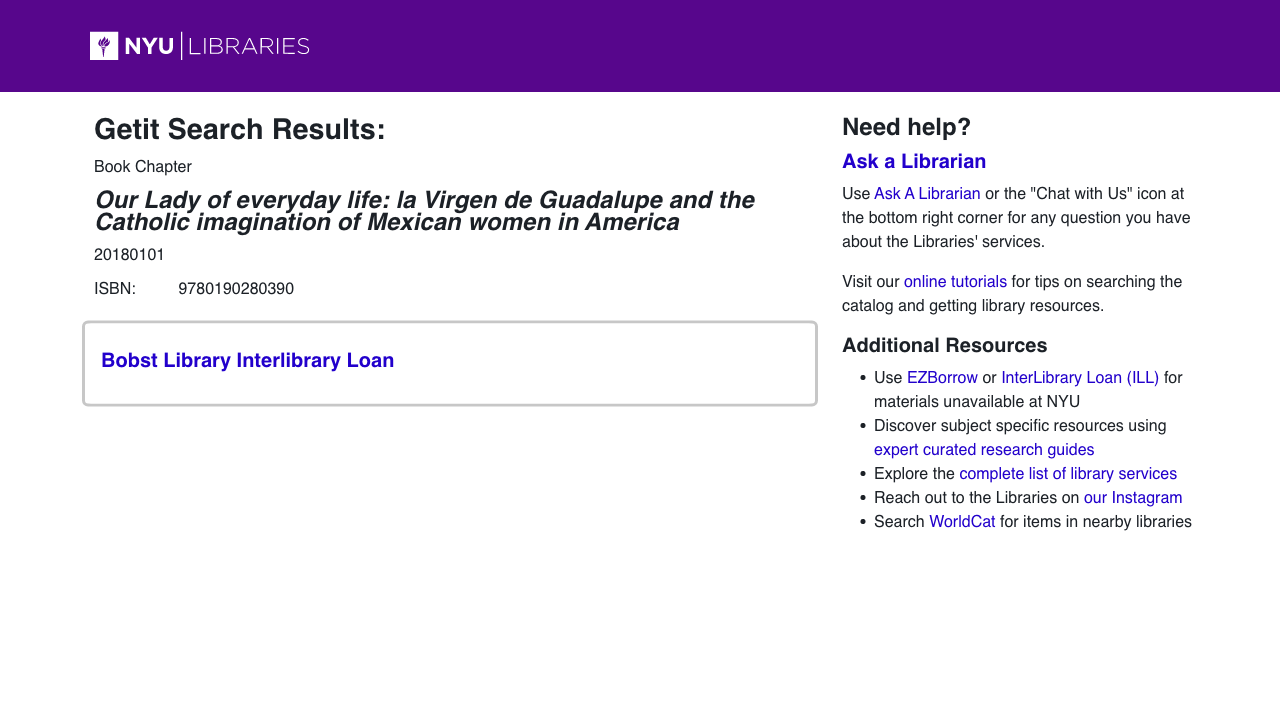 NYU LIBRARIES
Getit Search Results:
Book Chapter
Our Lady of everyday life: la Virgen de Guadalupe and the
Catholic imagination of Mexican women in America
20180101
ISBN: 9780190280390
Bobst Library Interlibrary Loan
Need help?
Ask a Librarian
Use Ask A Librarian or the "Chat with Us" icon at
the bottom right corner for any question you have
about the Libraries' services.
Visit our online tutorials for tips on searching the
catalog and getting library resources.
Additional Resources
• Use EZBorrow or InterLibrary Loan (ILL) for
materials unavailable at NYU
• Discover subject specific resources using
expert curated research guides
• Explore the complete list of library services
• Reach out to the Libraries on our Instagram
• Search WorldCat for items in nearby libraries